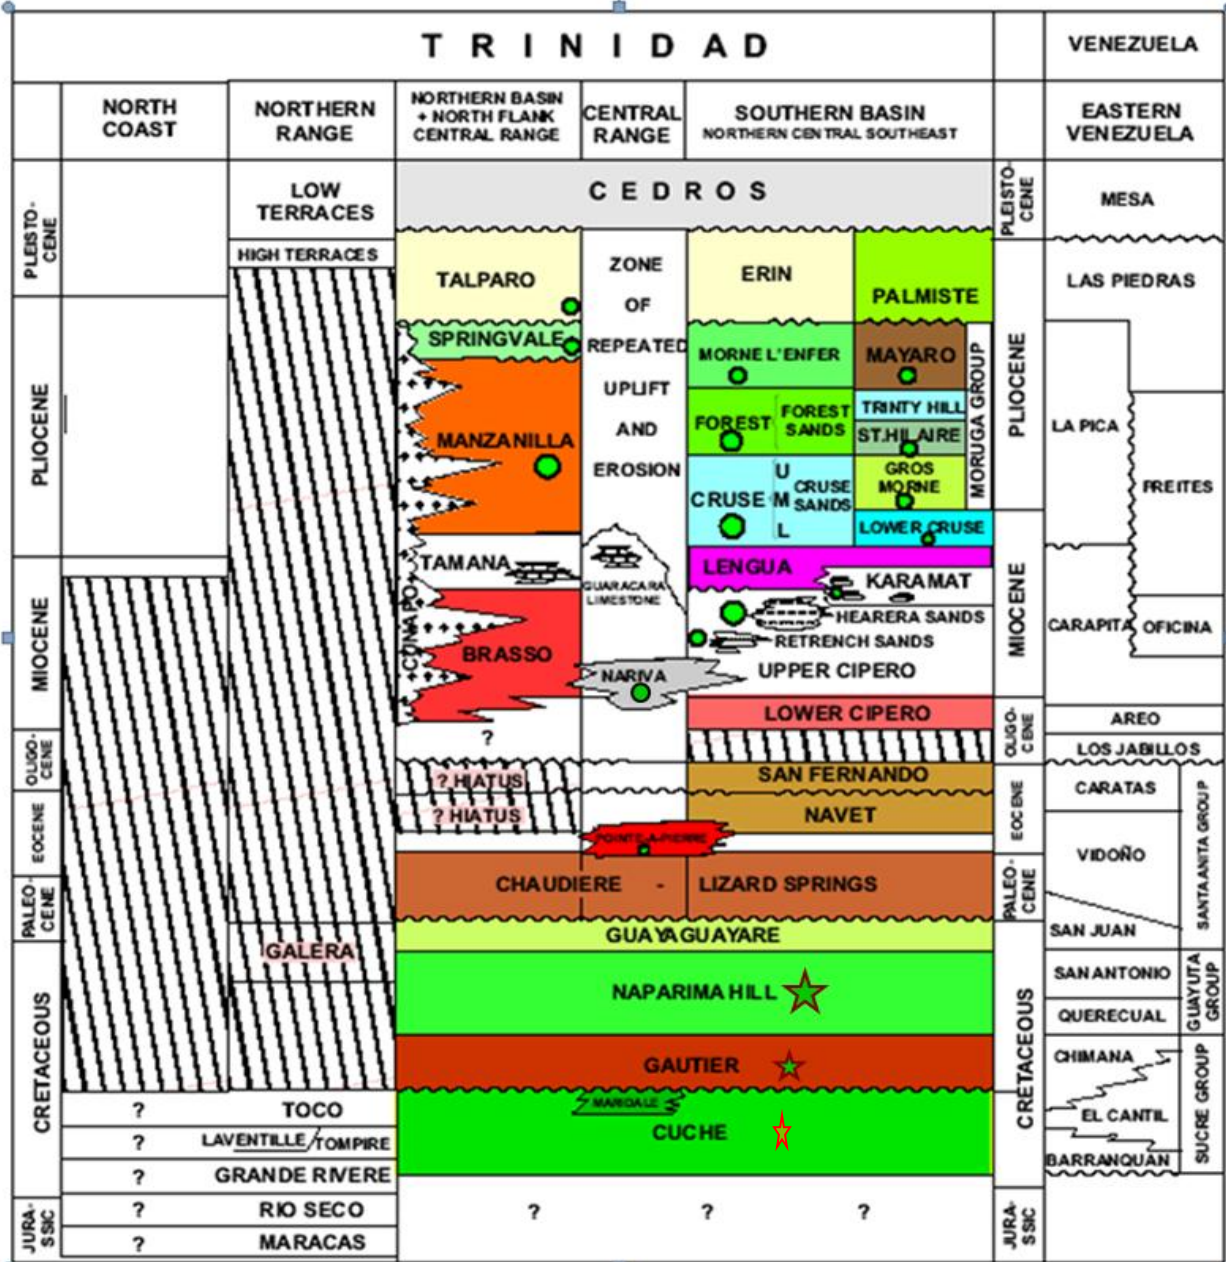 TRINIDAD
VENEZUELA
NORTH
COAST
NORTHERN
RANGE
NORTHERN BASIN
+ NORTH FLANK
CENTRAL RANGE
CENTRAL
RANGE
SOUTHERN BASIN
NORTHERN CENTRAL SOUTHEAST
EASTERN
VENEZUELA
PLEISTO-
CENE
LOW
TERRACES
HIGH TERRACES
CEDROS
PLEISTO-
CENE
MESA
TALPARO
ZONE
OF
REPEATED
UPLIFT
AND
EROSION
ERIN
PALMISTE
LAS PIEDRAS
PLIOCENE
SPRINGVALE
MORNE L'ENFER
MAYARO
MORUGA GROUP
PLIOCENE
MANZANILLA
FOREST
FOREST
SANDS
TRINTY HILL
ST.HILAIRE
LA PICA
FREITES
CRUSE
U
M
L
CRUSE
SANDS
GROS
MORNE
LOWER CRUSE
MIOCENE
TAMANA
GUARACARA
LIMESTONE
LENGUA
KARAMAT
MIOCENE
CUNAPO
BRASSO
HEARERA SANDS
RETRENCH SANDS
CARAPITA
OFICINA
NARIVA
UPPER CIPERO
OLIGO-
CENE
?
LOWER CIPERO
OLIGO-
CENE
AREO
LOS JABILLOS
? HIATUS
SAN FERNANDO
CARATAS
SANTA ANITA GROUP
EOCENE
? HIATUS
NAVET
EOCENE
POINTE-A-PIERRE
VIDOÑO
PALEO-
CENE
CHAUDIERE - LIZARD SPRINGS
PALEO-
CENE
SAN JUAN
GALERA
GUAYAGUAYARE
CRETACEOUS
NAPARIMA HILL
CRETACEOUS
SAN ANTONIO
GUAYUTA
GROUP
QUERECUAL
GAUTIER
CHIMANA
SUCRE GROUP
? TOCO
MARIDALE
EL CANTIL
? LAVENTILLE/TOMPIRE
CUCHE
BARRANQUAN
? GRANDE RIVERE
JURA-
SSIC
? RIO SECO
? ? ?
JURA-
SSIC
? MARACAS